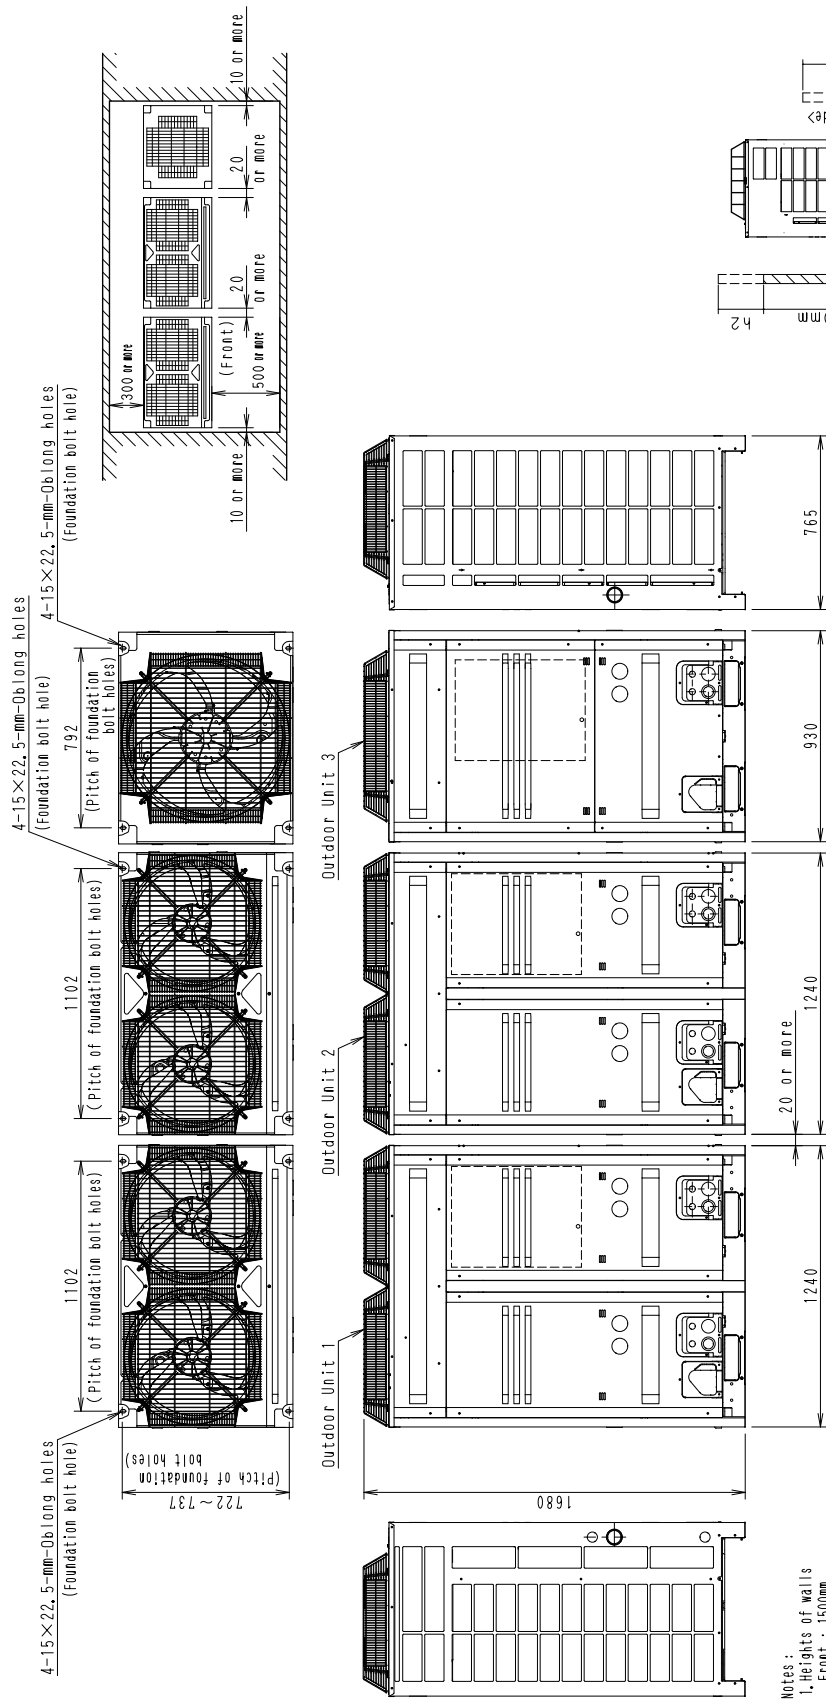 4-15×22.5-mm-Oblong holes
(Foundation bolt hole)
1102
(Pitch of foundation bolt holes)
722~737
(Pitch of foundation
bolt holes)
1102
(Pitch of foundation bolt holes)
4-15×22.5-mm-Oblong holes
(Foundation bolt hole)
792
(Pitch of foundation
bolt holes)
4-15×22.5-mm-Oblong holes
(Foundation bolt hole)
300 or more
(Front)
500 or more
10 or more
20
or more
20
or more
10 or more
Outdoor Unit 1
Outdoor Unit 2
Outdoor Unit 3
1680
1240
20 or more
1240
930
765
h2
Notes:
1. Heights of walls
Front : 1500mm